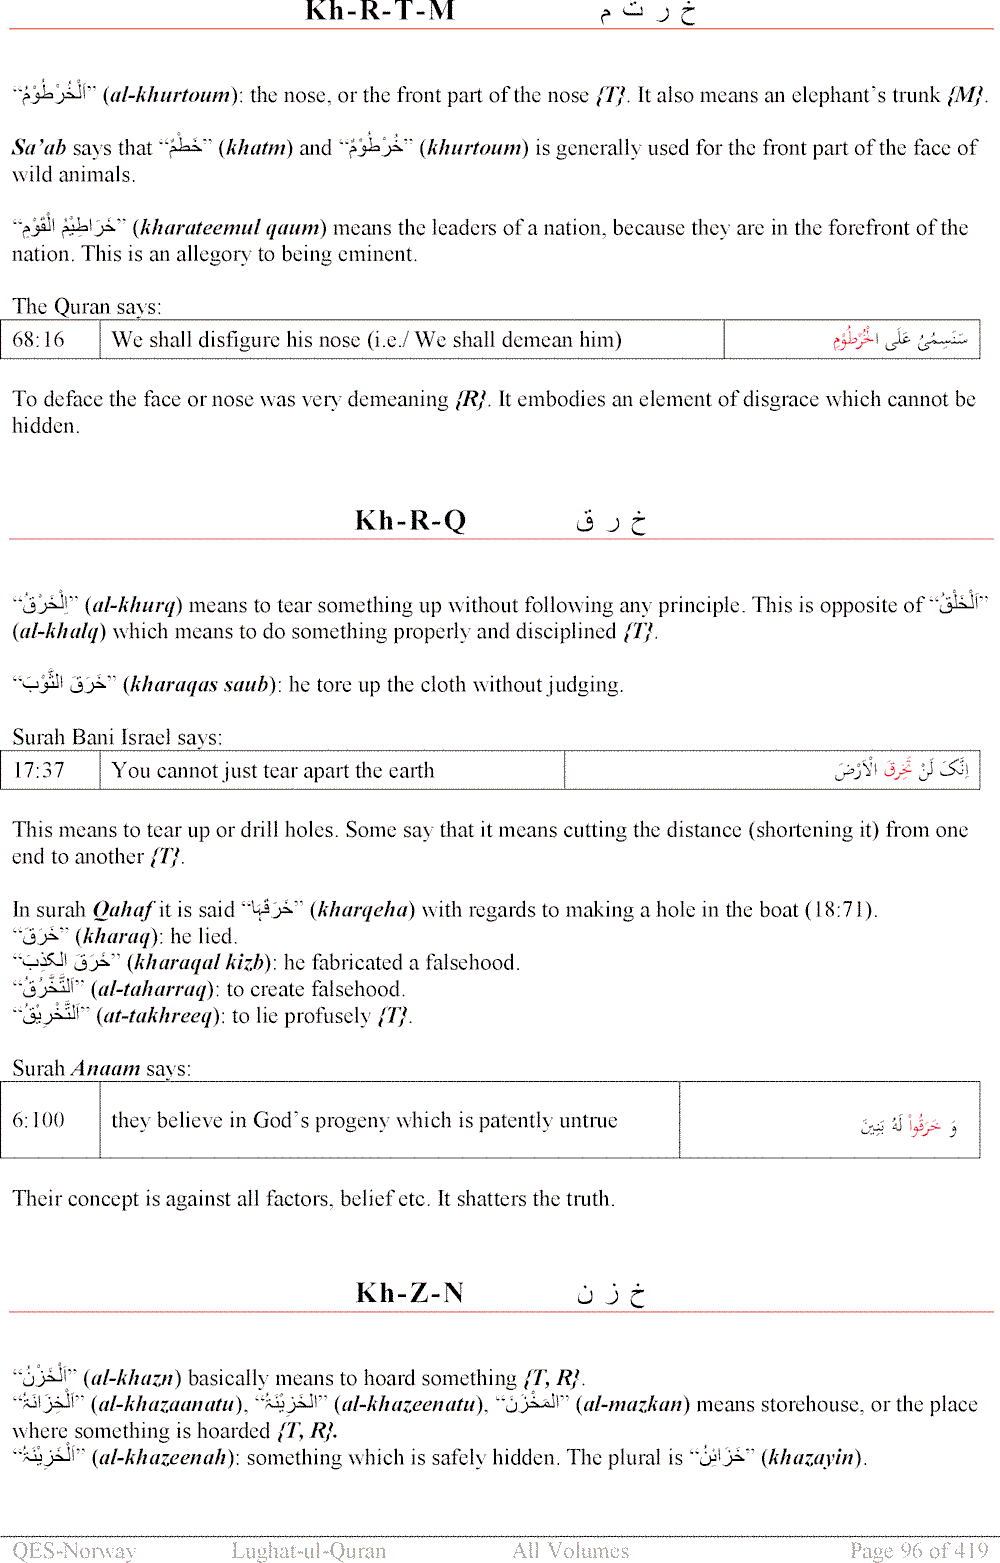 Kh-R-T-M خ ر ت م
“اَلْخُرْطُوْمُ” (al-khurtoum): the nose, or the front part of the nose {T}. It also means an elephant’s trunk {M}.
Sa’ab says that “خَطْمٌ” (khatm) and “خُرْطُوْمٌ” (khurtoum) is generally used for the front part of the face of
wild animals.
“خَرَاطِيْمُ الْقَوْمِ” (kharateemul qaum) means the leaders of a nation, because they are in the forefront of the
nation. This is an allegory to being eminent.
The Quran says:
68:16 We shall disfigure his nose (i.e./ We shall demean him) سَنَسِمُہٗ عَلَی الْخُرْطُوْمِ
To deface the face or nose was very demeaning {R}. It embodies an element of disgrace which cannot be
hidden.
Kh-R-Q خ ر ق
“اِلْخَرْقُ” (al-khurq) means to tear something up without following any principle. This is opposite of “اَلْخَلْقُ”
(al-khalq) which means to do something properly and disciplined {T}.
“خَرَقَ الثَّوْبَ” (kharaqas saub): he tore up the cloth without judging.
Surah Bani Israel says:
17:37 You cannot just tear apart the earth اِنَّکَ لَنْ تَخْرِقَ الْاَرْضَ
This means to tear up or drill holes. Some say that it means cutting the distance (shortening it) from one
end to another {T}.
In surah Qahaf it is said “خَرَقَہَا” (kharqeha) with regards to making a hole in the boat (18:71).
“خَرَقَ” (kharaq): he lied.
“خَرَقَ الکَذِبَ” (kharaqal kizb): he fabricated a falsehood.
“اَلتَّخَرُّقُ” (al-taharraq): to create falsehood.
“اَلتَّخْرِيْقُ” (at-takhreeq): to lie profusely {T}.
Surah Anaam says:
6:100 they believe in God’s progeny which is patently untrue وَ خَرَقُواْ لَهُ بَنِينَ
Their concept is against all factors, belief etc. It shatters the truth.
Kh-Z-N خ ز ن
“اَلْخَزْنُ” (al-khazn) basically means to hoard something {T, R}.
“اَلْخِزَانَۃُ” (al-khazaanatu), “الْخَزِيْنَۃُ” (al-khazeenatu), “الْمَخْزَنُ” (al-mazkan) means storehouse, or the place
where something is hoarded {T, R}.
“اَلْخَزِيْنَۃُ” (al-khazeenah): something which is safely hidden. The plural is “خَزَائِنُ” (khazayin).
QES-Norway Lughat-ul-Quran All Volumes Page 96 of 419